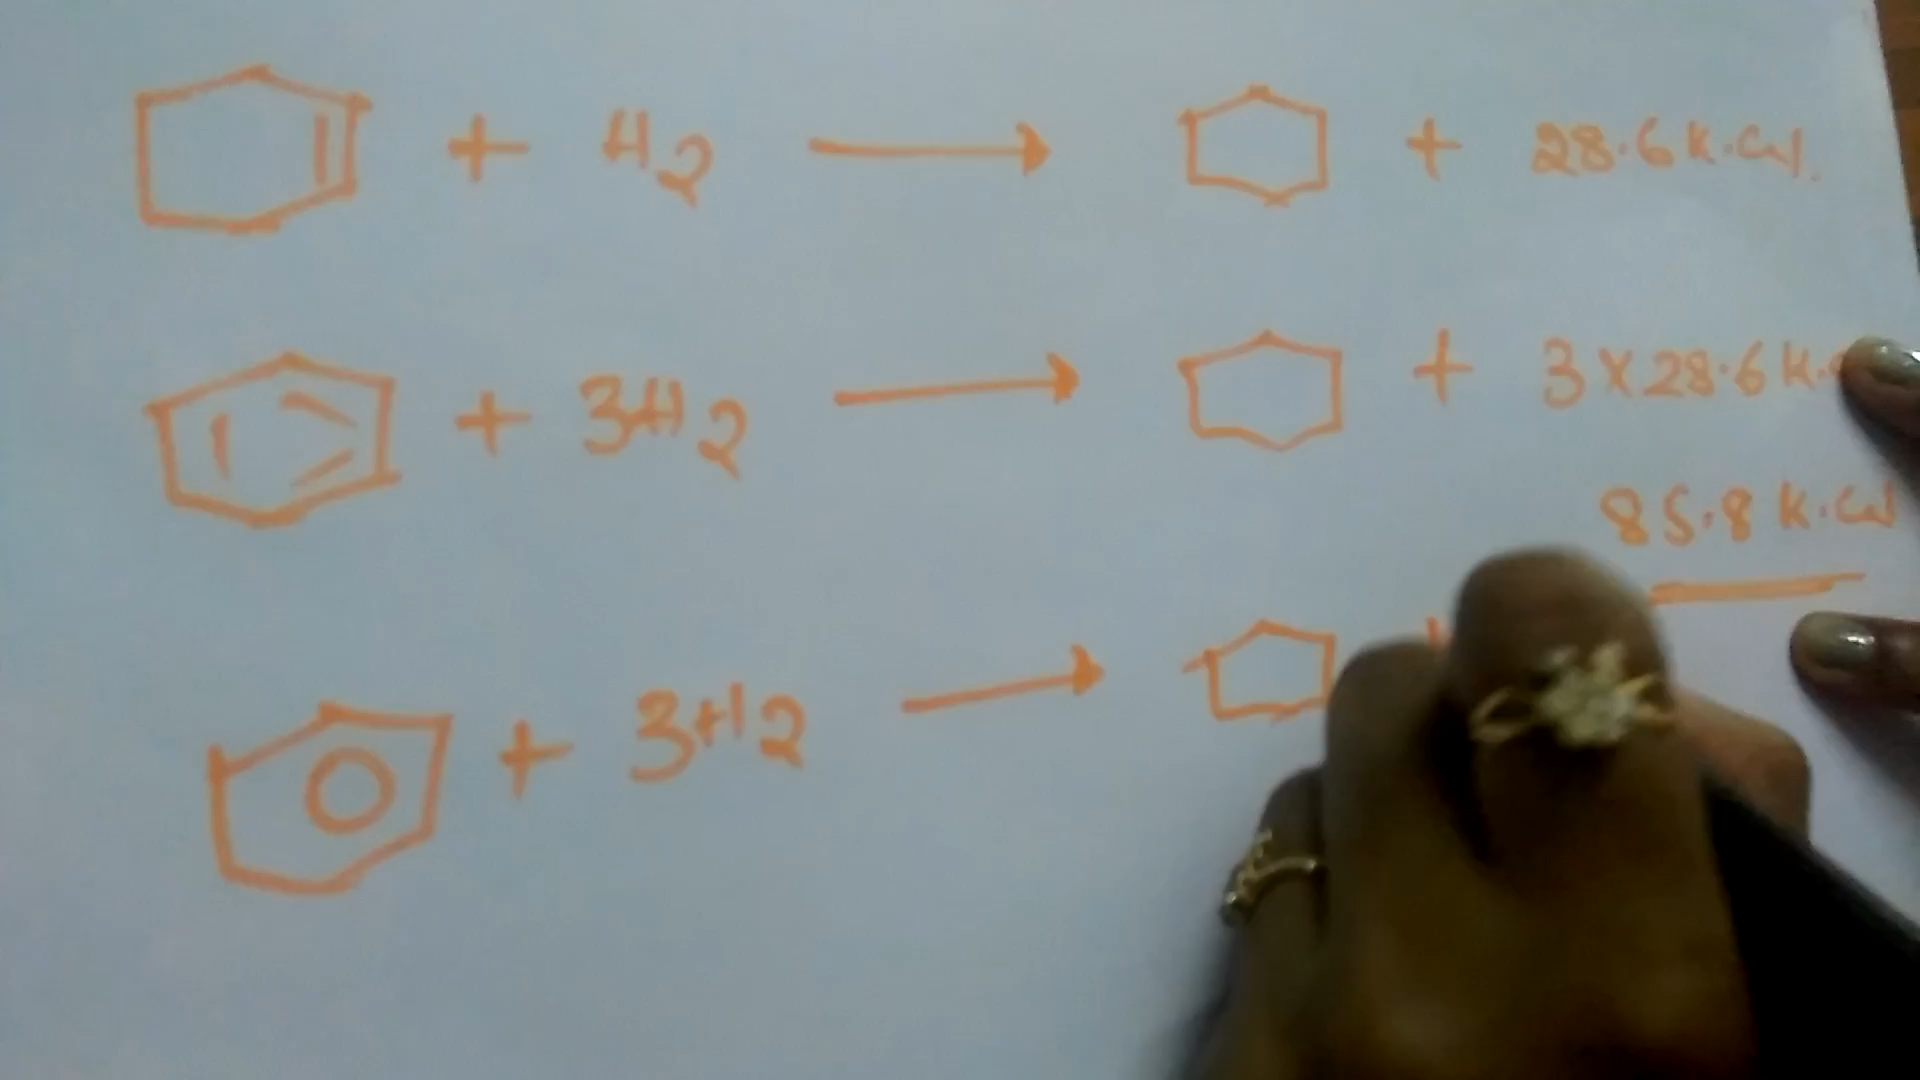 + H2 → + 28.6 K.Cal.
+ 3H2 → + 3 X 28.6 K.
85.8 K.Cal
+ 3H2 →